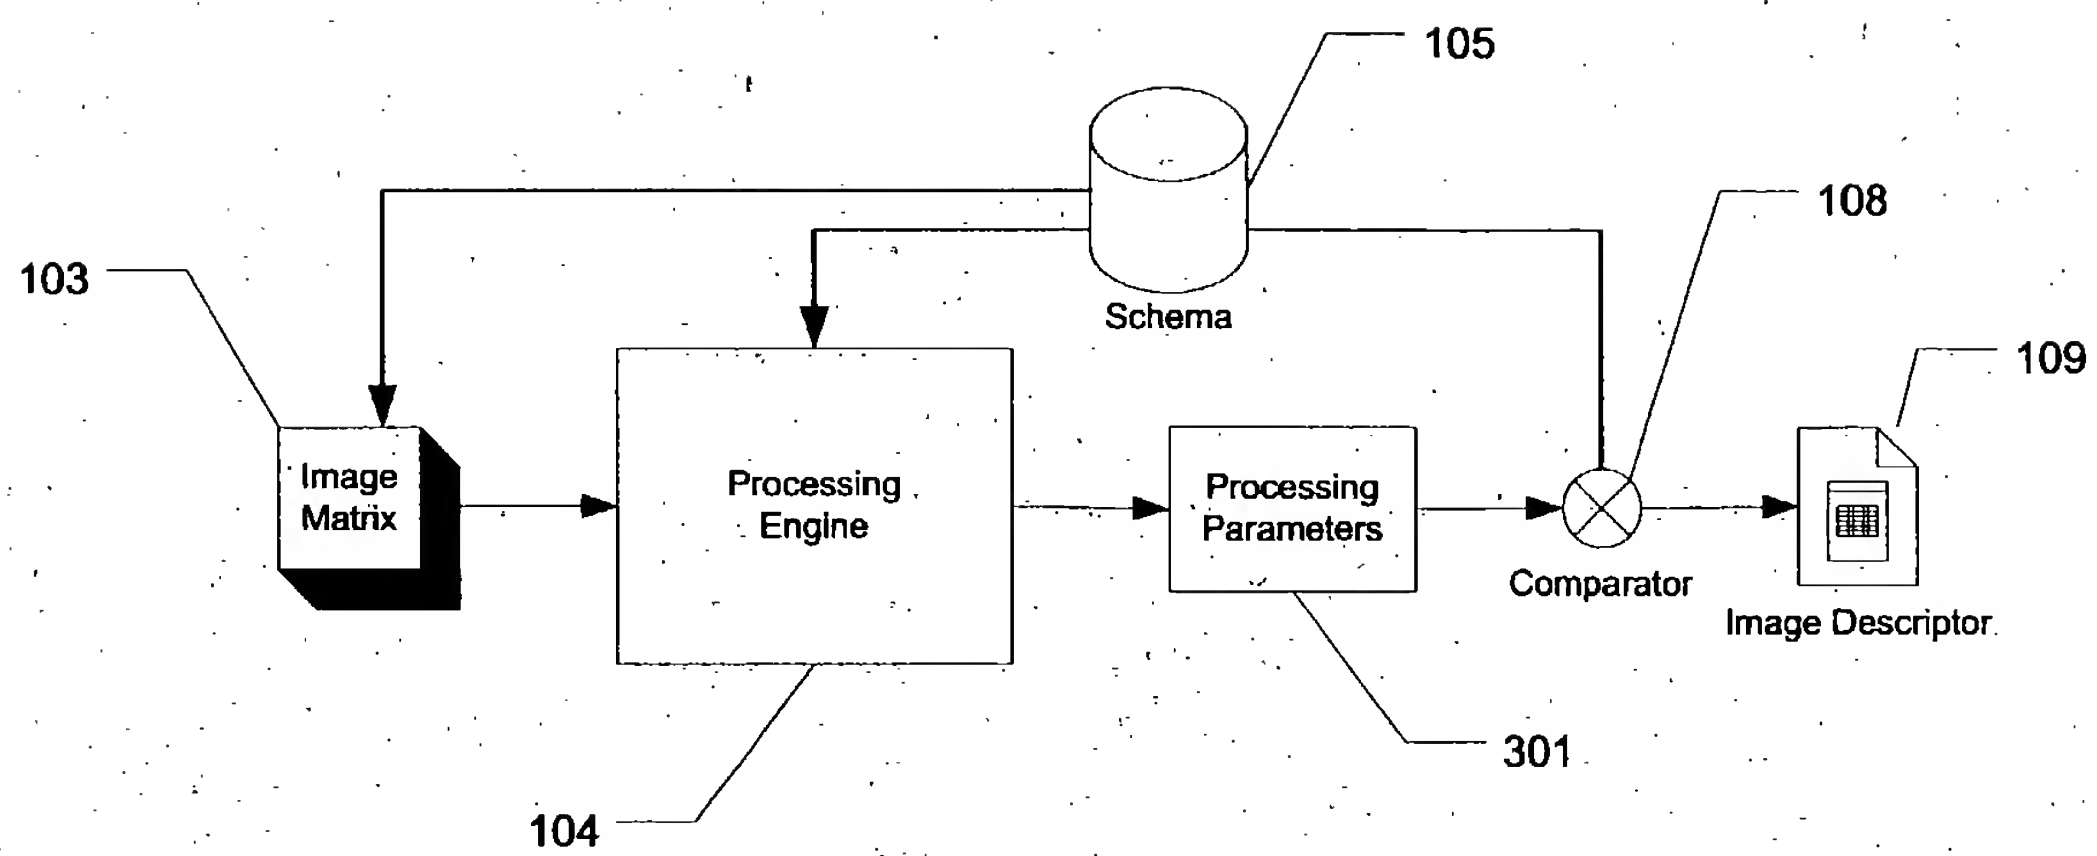 105
108
103
Schema
109
Image
Matrix
Processing
Engine
Processing
Parameters
Comparator
Image Descriptor
301
104